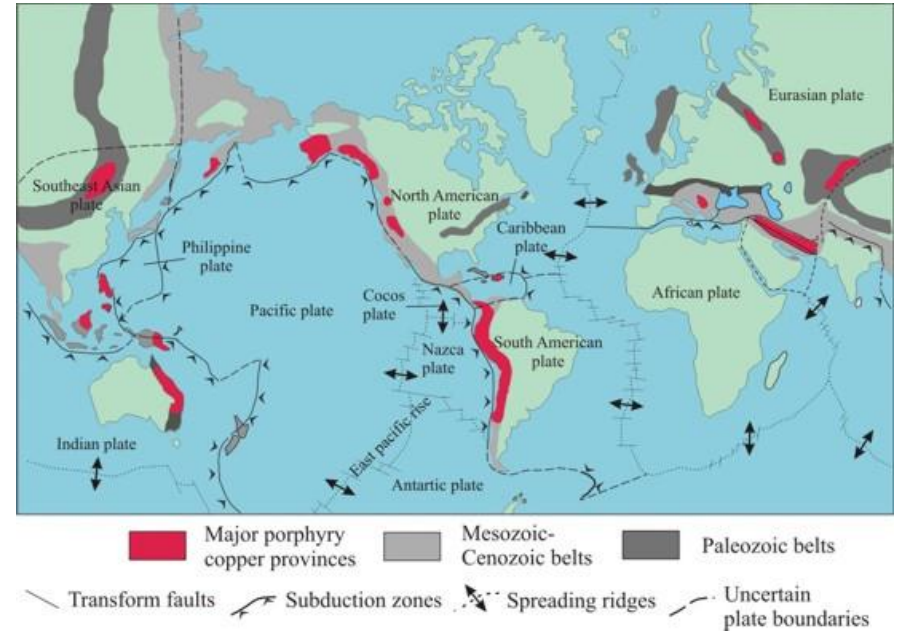 Eurasian plate
Southeast Asian
plate
North American
plate
Caribbean
plate
Philippine
plate
Pacific plate
Cocos
plate
African plate
Nazca
plate
South American
plate
East pacific rise
Indian plate
Antartic plate
Major porphyry
copper provinces
Mesozoic-
Cenozoic belts
Paleozoic belts
Transform faults
Subduction zones
Spreading ridges
Uncertain
plate boundaries